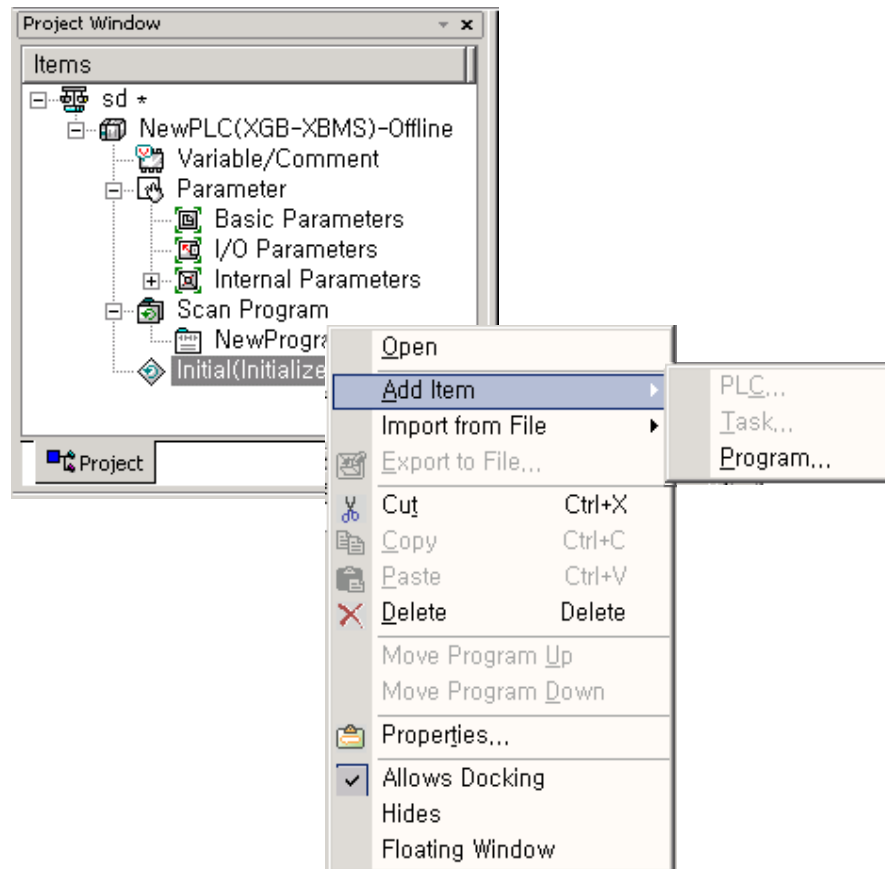 Project Window
Items
sd *
NewPLC(XGB-XBMS)-Offline
Variable/Comment
Parameter
Basic Parameters
I/O Parameters
Internal Parameters
Scan Program
Initial(Initialize
Project
Open
Add Item
Import from File
Export to File...
Cut Ctrl+X
Copy Ctrl+C
Paste Ctrl+V
Delete Delete
Move Program Up
Move Program Down
Properties...
Allows Docking
Hides
Floating Window
PLC...
Task...
Program...